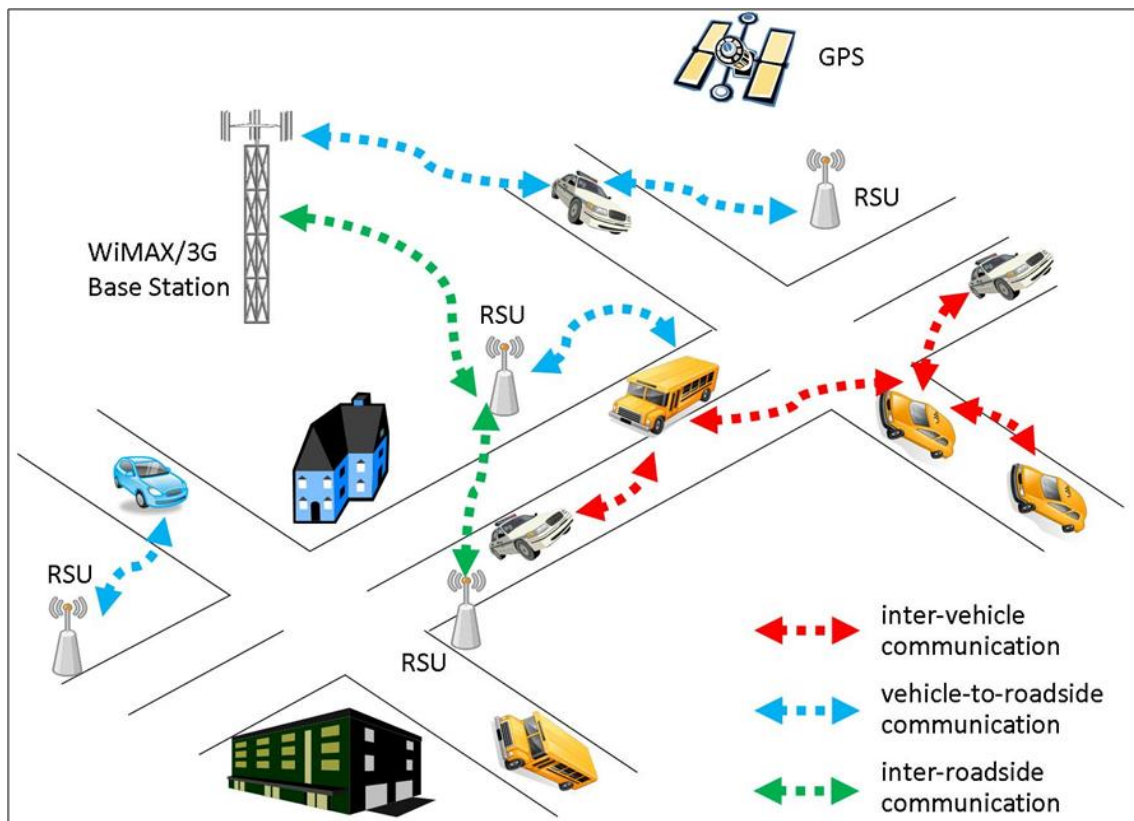 GPS
RSU
WiMAX/3G
Base Station
RSU
RSU
RSU
inter-vehicle
communication
vehicle-to-roadside
communication
inter-roadside
communication